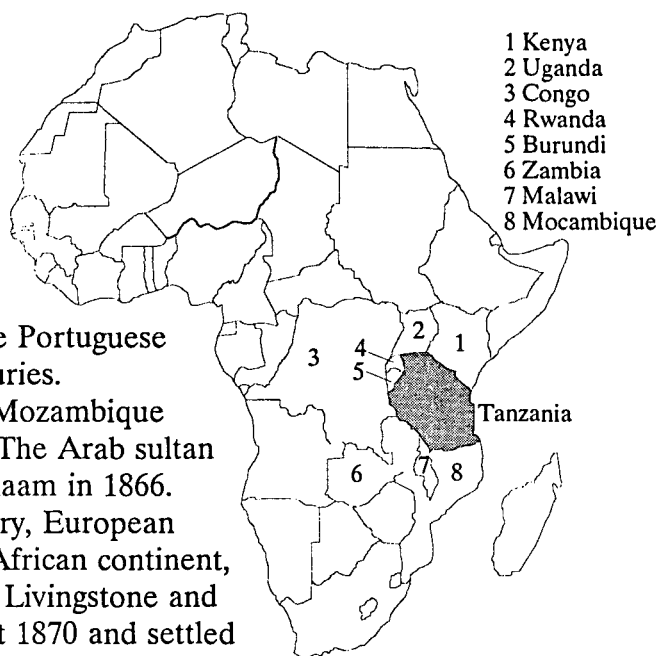 1 Kenya
2 Uganda
3 Congo
4 Rwanda
5 Burundi
6 Zambia
7 Malawi
8 Mocambique
2
1
3
4
5
Tanzania
6
7
8
e Portuguese
uries.
Mozambique
The Arab sultan
laam in 1866.
ry, European
African continent,
Livingstone and
t 1870 and settled